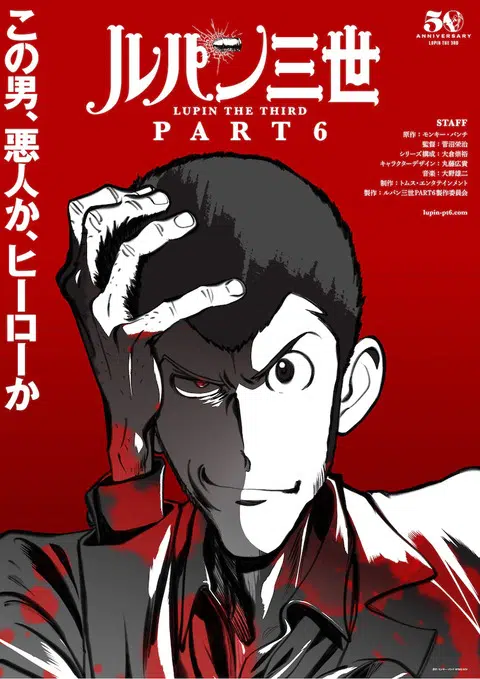 この男、悪人か、ヒーローか
ルパン三世
LUPIN THE THIRD
PART6
50
ANNIVERSARY
LUPIN THE 3RD
STAFF
原作：モンキー・パンチ
監督：菅沼栄治
シリーズ構成：大倉崇裕
キャラクターデザイン：丸藤広貴
音楽：大野雄二
制作：トムス・エンタテインメント
製作：ルパン三世PART6製作委員会
lupin-pt6.com